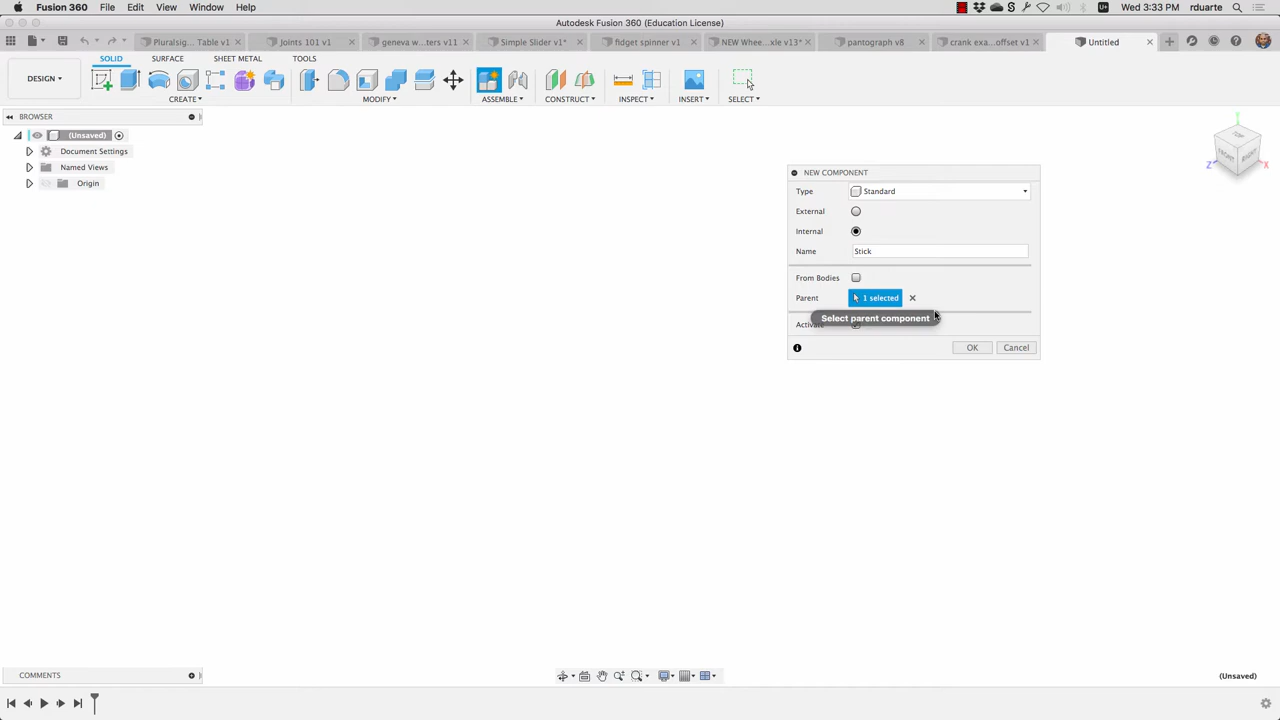 Fusion 360 File Edit View Window Help Wed 3:33 PM rduarte
Autodesk Fusion 360 (Education License)
Pluralsig... Table v1 Joints 101 v1 geneva w...ters v11 Simple Slider v1* fidget spinner v1 NEW Whee...xle v13* pantograph v8 crank exa...offset v1 Untitled
SOLID SURFACE SHEET METAL TOOLS
DESIGN
CREATE MODIFY ASSEMBLE CONSTRUCT INSPECT INSERT SELECT
BROWSER
(Unsaved)
Document Settings
Named Views
Origin
TOP
FRONT RIGHT
Y
Z X
NEW COMPONENT
Type Standard
External
Internal
Name Stick
From Bodies
Parent 1 selected
Select parent component
Activate
OK Cancel
COMMENTS
(Unsaved)